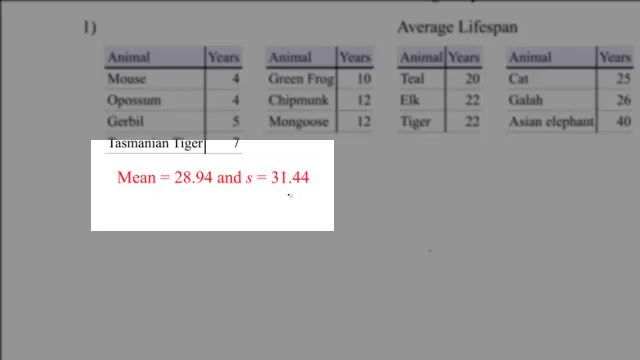 1)
Average Lifespan
Animal Years
Mouse 4
Opossum 4
Gerbil 5
Tasmanian Tiger 7
Animal Years
Green Frog 10
Chipmunk 12
Mongoose 12
Animal Years
Teal 20
Elk 22
Tiger 22
Animal Years
Cat 25
Galah 26
Asian elephant 40
Mean = 28.94 and s = 31.44